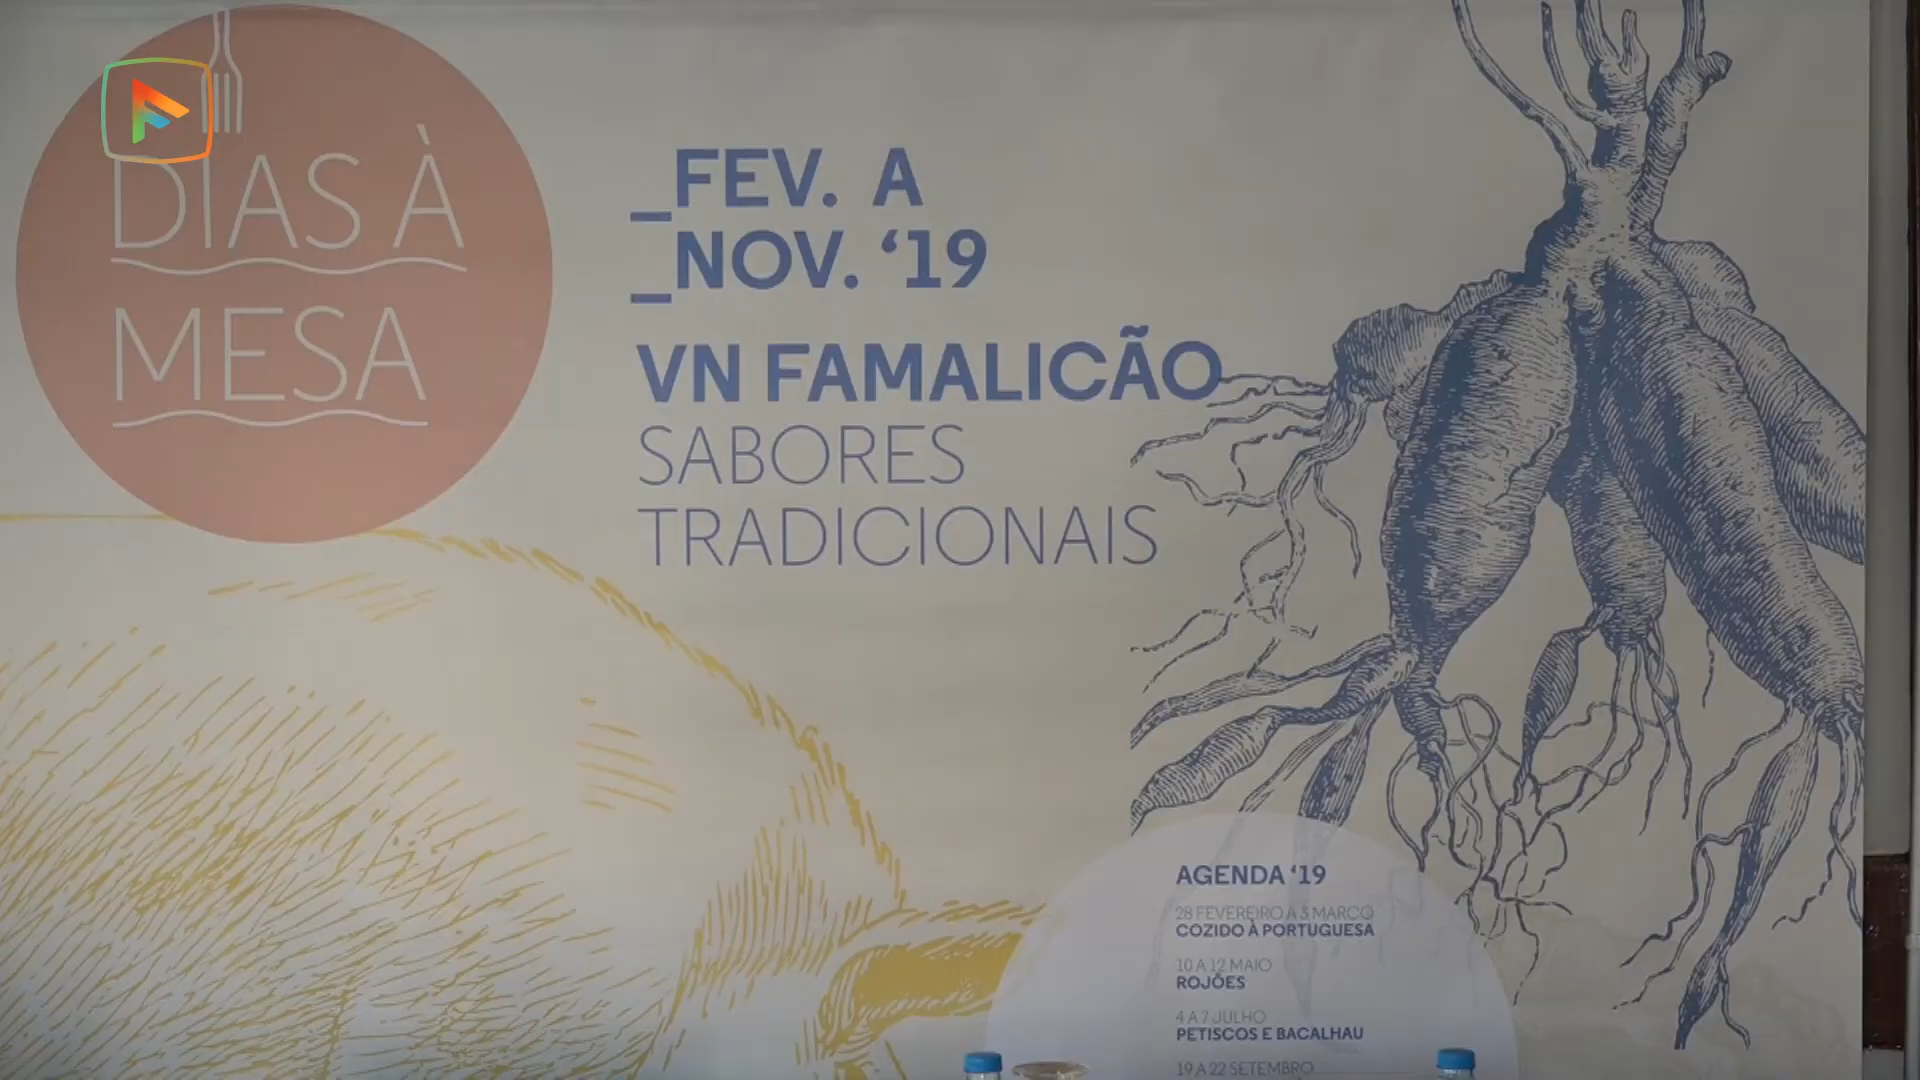 DIAS À
MESA
_FEV. A
_NOV. ‘19
VN FAMALICÃO
SABORES
TRADICIONAIS
AGENDA ‘19
28 FEVEREIRO A 3 MARÇO
COZIDO À PORTUGUESA
10 A 12 MAIO
ROJÕES
4 A 7 JULHO
PETISCOS E BACALHAU
19 A 22 SETEMBRO